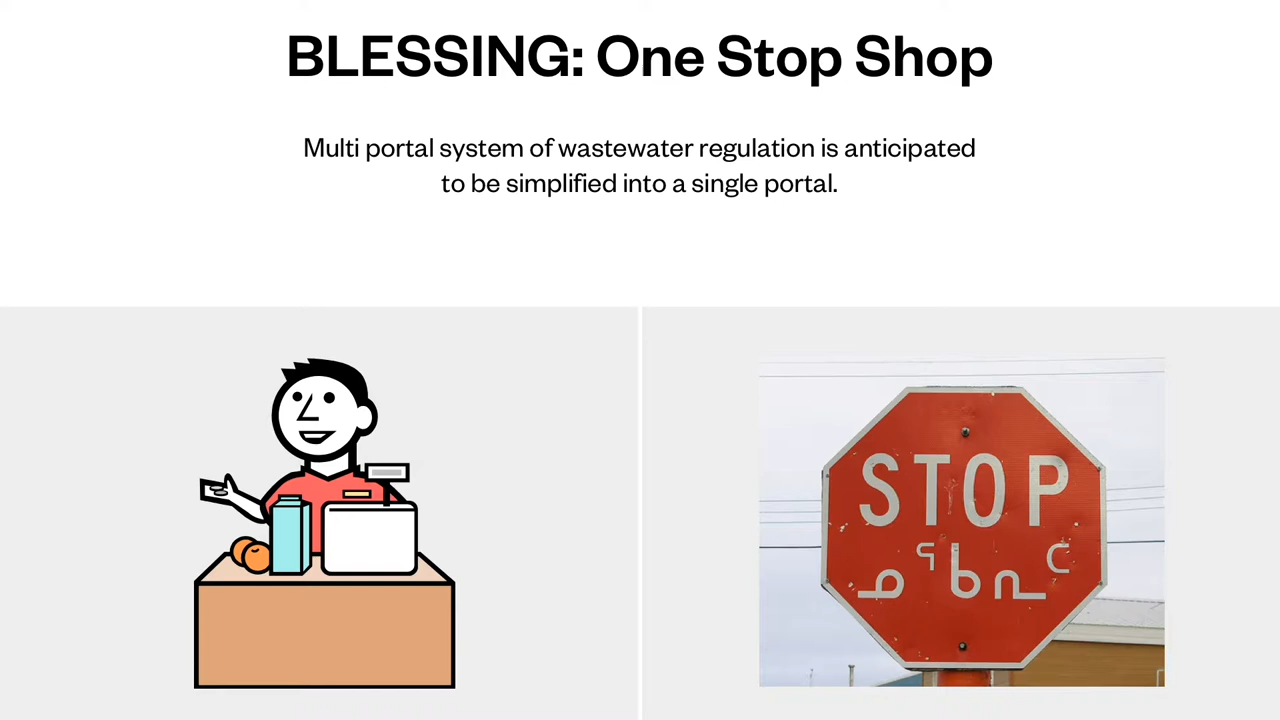 BLESSING: One Stop Shop
Multi portal system of wastewater regulation is anticipated
to be simplified into a single portal.
STOP
ᓄᕐᑲᕆᑦ